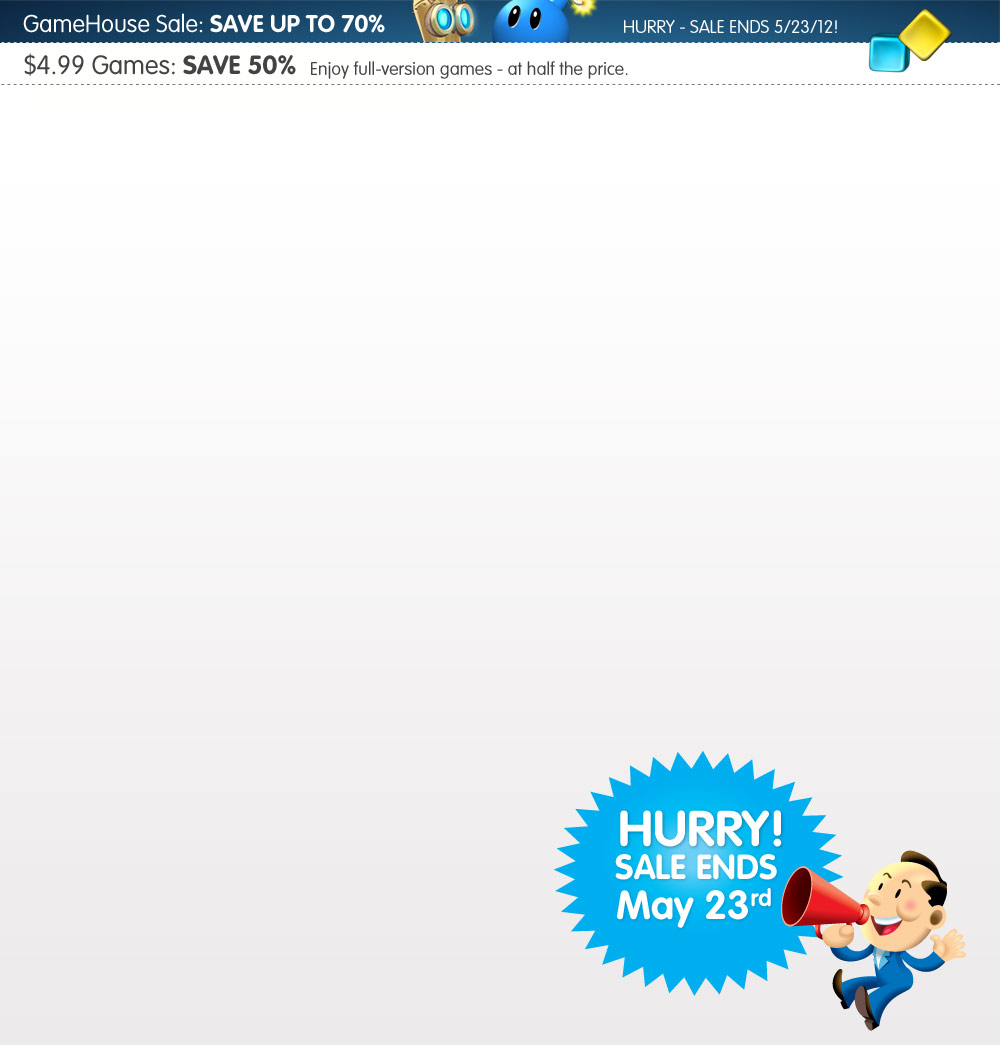 GameHouse Sale: SAVE UP TO 70%
HURRY - SALE ENDS 5/23/12!
$4.99 Games: SAVE 50% Enjoy full-version games - at half the price.
HURRY!
SALE ENDS
May 23rd